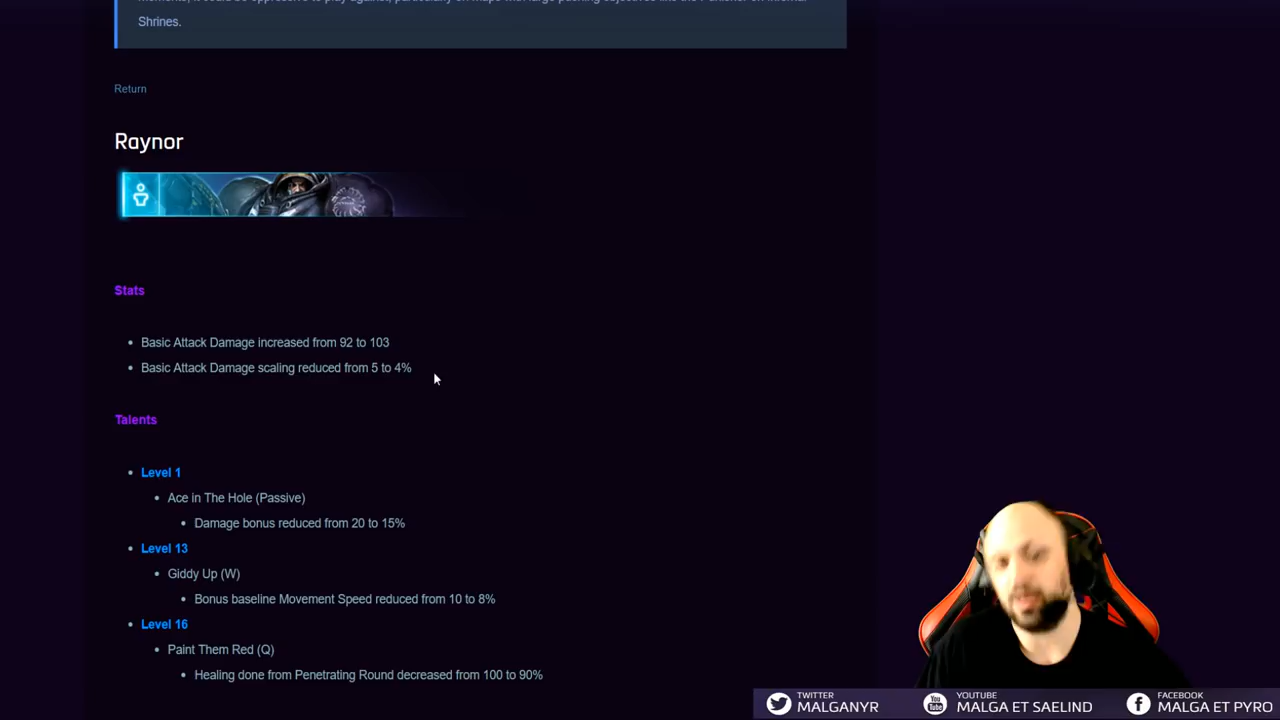 Shrines.
Return
Raynor
Stats
• Basic Attack Damage increased from 92 to 103
• Basic Attack Damage scaling reduced from 5 to 4%
Talents
• Level 1
• Ace in The Hole (Passive)
• Damage bonus reduced from 20 to 15%
• Level 13
• Giddy Up (W)
• Bonus baseline Movement Speed reduced from 10 to 8%
• Level 16
• Paint Them Red (Q)
• Healing done from Penetrating Round decreased from 100 to 90%
TWITTER
MALGANYR
YOUTUBE
MALGA ET SAELIND
FACEBOOK
MALGA ET PYRO